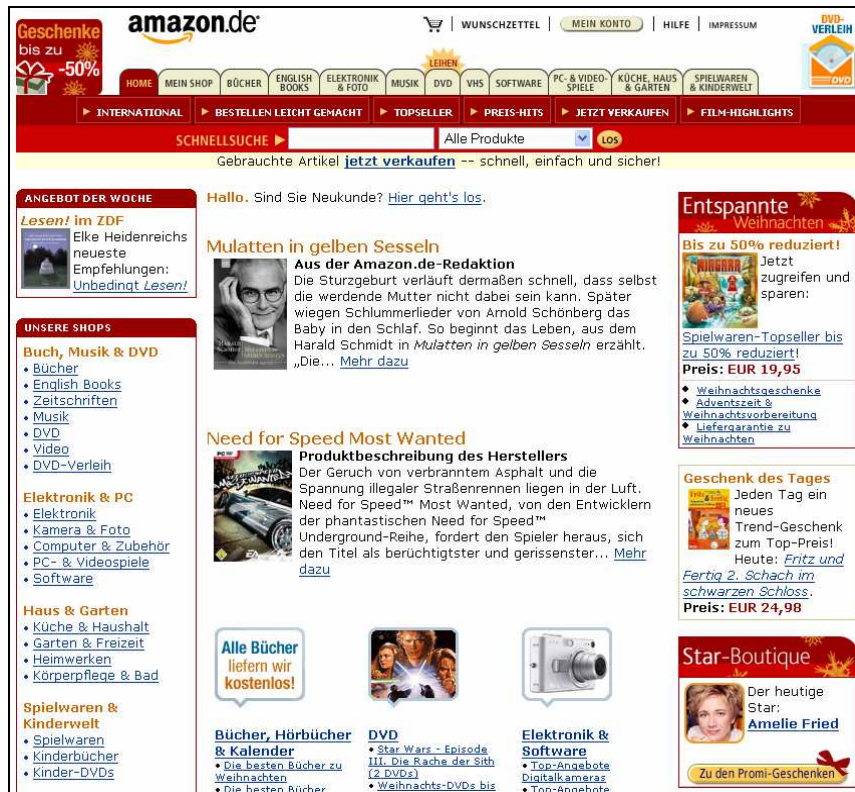 Geschenke
bis zu
-50%
amazon.de
WUNSCHZETTEL | MEIN KONTO | HILFE | IMPRESSUM
DVD-
VERLEIH
DVD
LEIHEN
HOME
MEIN SHOP
BÜCHER
ENGLISH
BOOKS
ELEKTRONIK
& FOTO
MUSIK
DVD
VHS
SOFTWARE
PC- & VIDEO-
SPIELE
KÜCHE, HAUS
& GARTEN
SPIELWAREN
& KINDERWELT
INTERNATIONAL
BESTELLEN LEICHT GEMACHT
TOPSELLER
PREIS-HITS
JETZT VERKAUFEN
FILM-HIGHLIGHTS
SCHNELLSUCHE
Alle Produkte
LOS
Gebrauchte Artikel jetzt verkaufen -- schnell, einfach und sicher!
ANGEBOT DER WOCHE
Lesen! im ZDF
Elke Heidenreichs
neueste
Empfehlungen:
Unbedingt Lesen!
UNSERE SHOPS
Buch, Musik & DVD
• Bücher
• English Books
• Zeitschriften
• Musik
• DVD
• Video
• DVD-Verleih
Elektronik & PC
• Elektronik
• Kamera & Foto
• Computer & Zubehör
• PC- & Videospiele
• Software
Haus & Garten
• Küche & Haushalt
• Garten & Freizeit
• Heimwerken
• Körperpflege & Bad
Spielwaren &
Kinderwelt
• Spielwaren
• Kinderbücher
• Kinder-DVDs
Hallo. Sind Sie Neukunde? Hier geht's los.
Mulatten in gelben Sesseln
HARALD
SCHMIDT
Aus der Amazon.de-Redaktion
Die Sturzgeburt verläuft dermaßen schnell, dass selbst
die werdende Mutter nicht dabei sein kann. Später
wiegen Schlummerlieder von Arnold Schönberg das
Baby in den Schlaf. So beginnt das Leben, aus dem
Harald Schmidt in Mulatten in gelben Sesseln erzählt.
„Die... Mehr dazu
Need for Speed Most Wanted
Produktbeschreibung des Herstellers
Der Geruch von verbranntem Asphalt und die
Spannung illegaler Straßenrennen liegen in der Luft.
Need for Speed™ Most Wanted, von den Entwicklern
der phantastischen Need for Speed™
Underground-Reihe, fordert den Spieler heraus, sich
den Titel als berüchtigtster und gerissenster... Mehr
dazu
Alle Bücher
liefern wir
kostenlos!
Bücher, Hörbücher
& Kalender
• Die besten Bücher zu
Weihnachten
• Die besten Bücher
DVD
• Star Wars - Episode
III. Die Rache der Sith
(2 DVDs)
• Weihnachts-DVDs bis
Elektronik &
Software
• Top-Angebote
Digitalkameras
• Top-Angebote
Entspannte
Weihnachten
Bis zu 50% reduziert!
NIAGARA
Jetzt
zugreifen und
sparen:
Spielwaren-Topseller bis
zu 50% reduziert!
Preis: EUR 19,95
• Weihnachtsgeschenke
• Adventszeit &
Weihnachtsvorbereitung
• Liefergarantie zu
Weihnachten
Geschenk des Tages
Jeden Tag ein
neues
Trend-Geschenk
zum Top-Preis!
Heute: Fritz und
Fertig 2. Schach im
schwarzen Schloss.
Preis: EUR 24,98
Star-Boutique
Der heutige
Star:
Amelie Fried
Zu den Promi-Geschenken